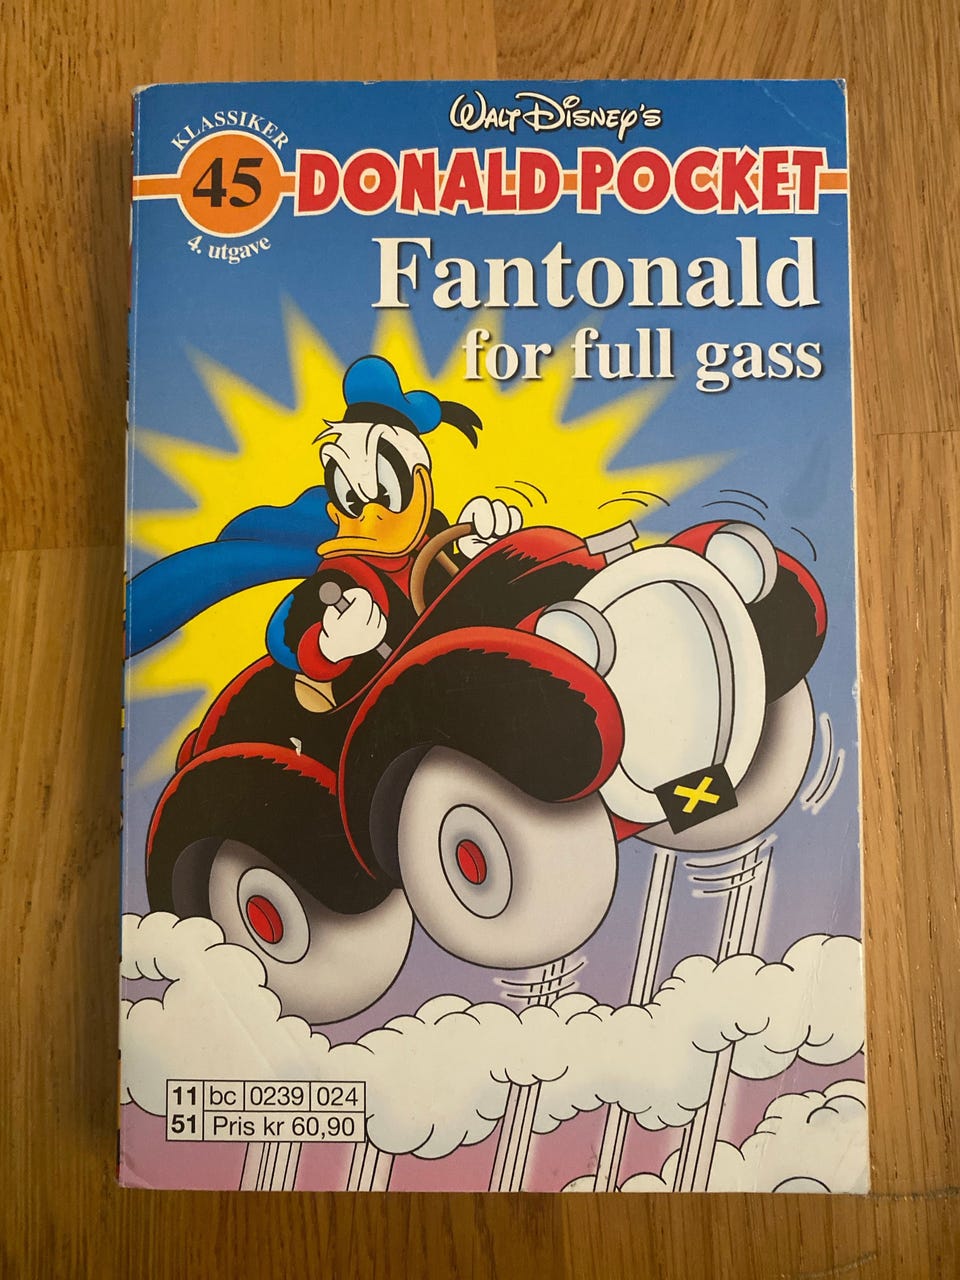 WALT DISNEY'S
KLASSIKER
45
DONALD POCKET
4. utgave
Fantonald
for full gass
X
11 bc 0239 024
51 Pris kr 60,90